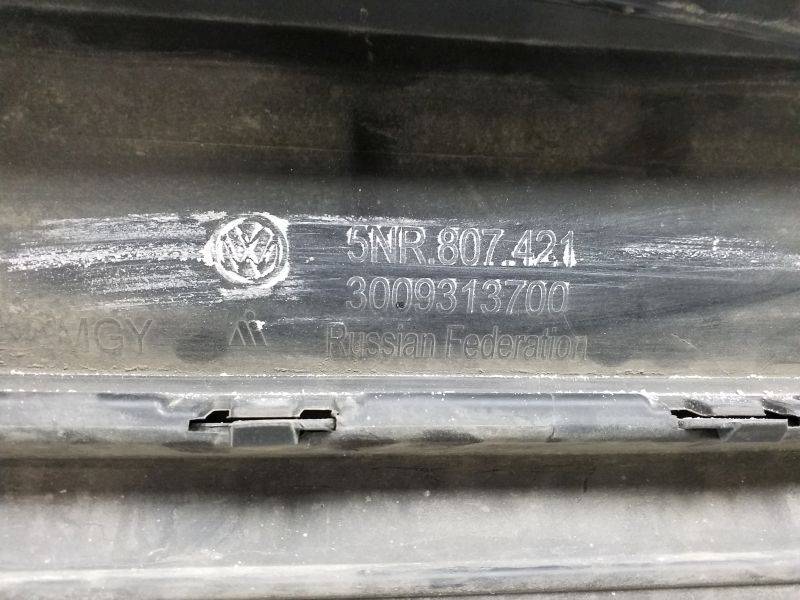 5NR.807.421
3009313700
Russian Federation